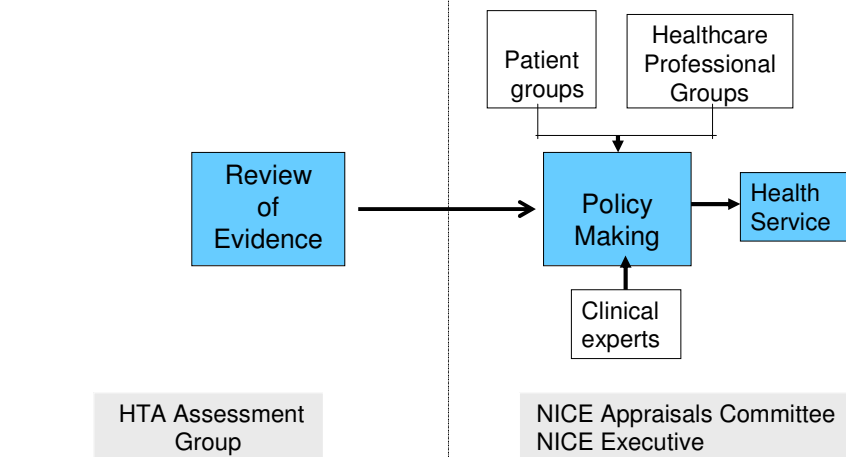 Patient
groups
Healthcare
Professional
Groups
Review
of
Evidence
Policy
Making
Health
Service
Clinical
experts
HTA Assessment
Group
NICE Appraisals Committee
NICE Executive